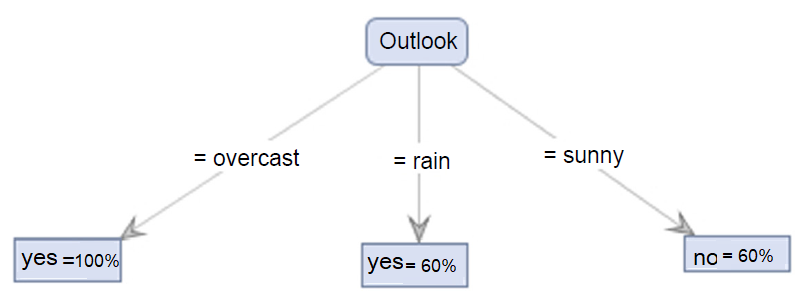 Outlook
= overcast
= rain
= sunny
yes =100%
yes = 60%
no = 60%